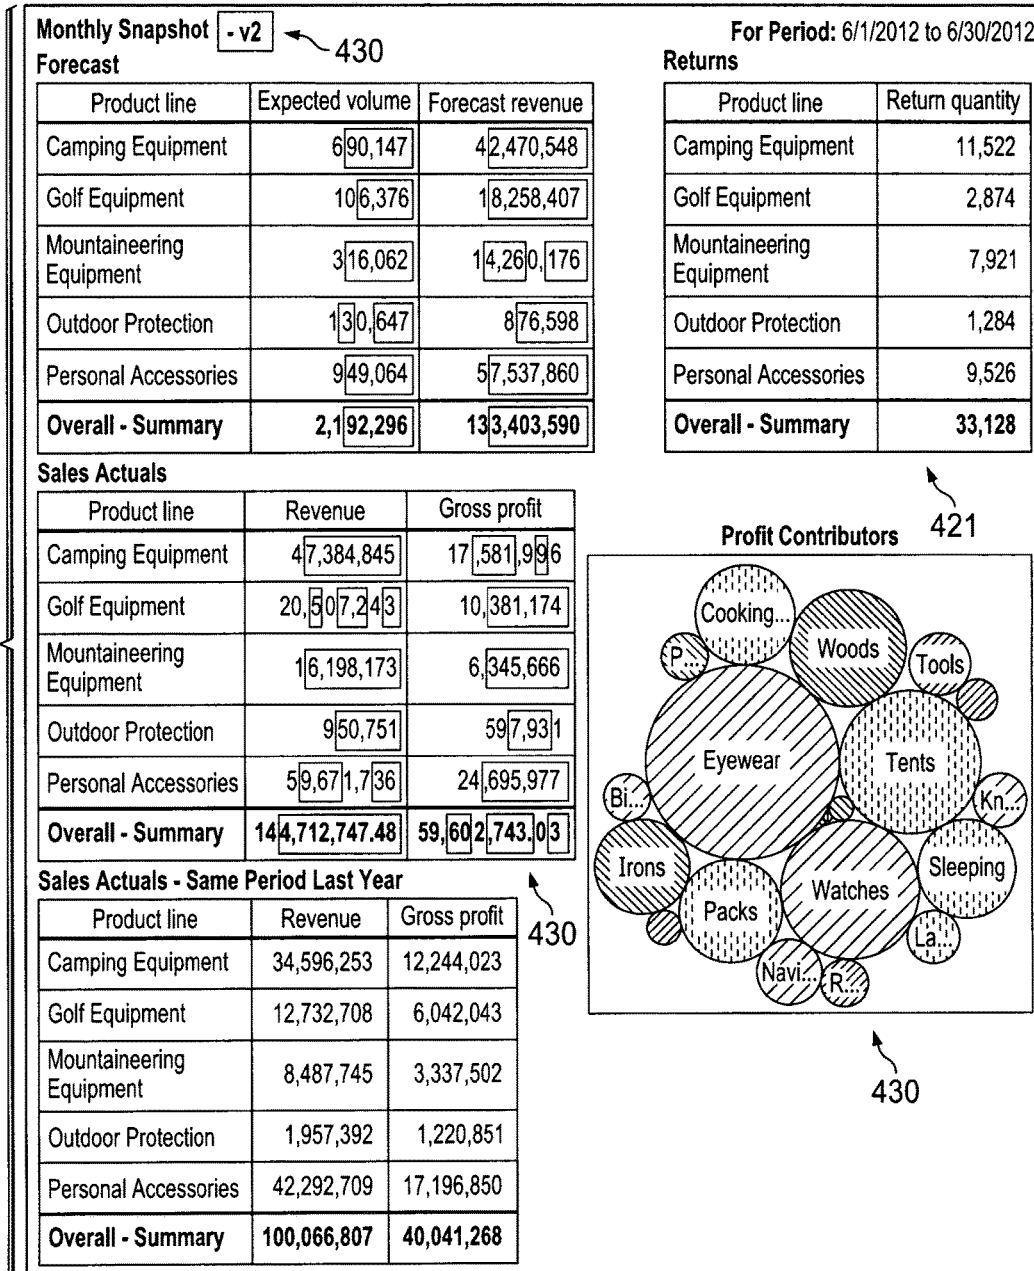 Monthly Snapshot - v2
430
For Period: 6/1/2012 to 6/30/2012
Forecast
Product line Expected volume Forecast revenue
Camping Equipment 690,147 42,470,548
Golf Equipment 106,376 18,258,407
Mountaineering
Equipment 316,062 14,260,176
Outdoor Protection 130,647 876,598
Personal Accessories 949,064 57,537,860
Overall - Summary 2,192,296 133,403,590
Returns
Product line Return quantity
Camping Equipment 11,522
Golf Equipment 2,874
Mountaineering
Equipment 7,921
Outdoor Protection 1,284
Personal Accessories 9,526
Overall - Summary 33,128
421
Sales Actuals
Product line Revenue Gross profit
Camping Equipment 47,384,845 17,581,996
Golf Equipment 20,507,243 10,381,174
Mountaineering
Equipment 16,198,173 6,345,666
Outdoor Protection 950,751 597,931
Personal Accessories 59,671,736 24,695,977
Overall - Summary 144,712,747.48 59,602,743.03
430
Profit Contributors
Cooking...
Woods
P...
Tools
Eyewear
Tents
Bi...
Kn...
Irons
Sleeping
Watches
Packs
La...
Navi...
R...
430
Sales Actuals - Same Period Last Year
Product line Revenue Gross profit
Camping Equipment 34,596,253 12,244,023
Golf Equipment 12,732,708 6,042,043
Mountaineering
Equipment 8,487,745 3,337,502
Outdoor Protection 1,957,392 1,220,851
Personal Accessories 42,292,709 17,196,850
Overall - Summary 100,066,807 40,041,268